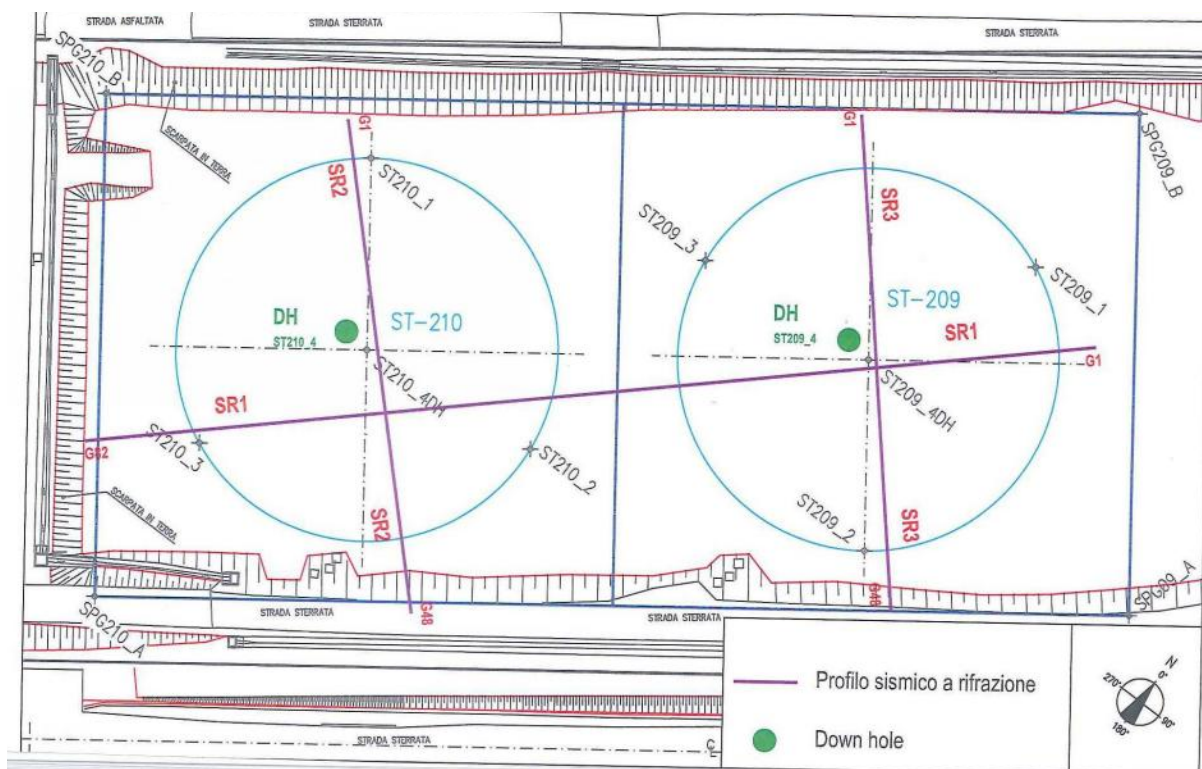 STRADA ASFALTATA
STRADA STERRATA
STRADA STERRATA
SPG210_B
SCARPATA IN TERRA
G1
SR2
ST210_1
G1
SR3
SPG209_B
ST209_3
ST209_1
DH
ST210_4
ST-210
DH
ST209_4
ST-209
SR1
G1
ST210_4DH
ST209_4DH
SR1
ST210_3
ST210_2
SCARPATA IN TERRA
SR2
ST209_2
SR3
G48
G48
SPG210_A
STRADA STERRATA
STRADA STERRATA
STRADA STERRATA
Profilo sismico a rifrazione
Down hole
N
0°
90°
180°
270°